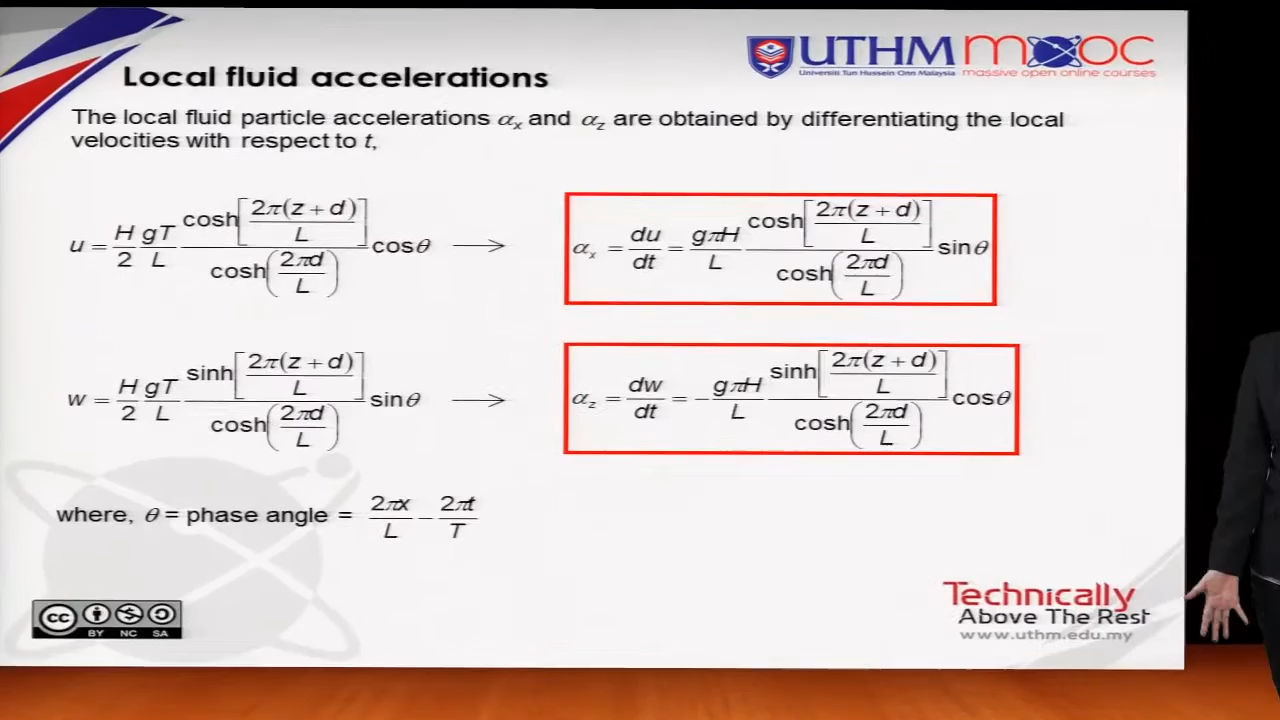 UTHM mooc
Universiti Tun Hussein Onn Malaysia massive open online courses
Local fluid accelerations
The local fluid particle accelerations αx and αz are obtained by differentiating the local
velocities with respect to t,
u = H/2 gT/L cosh[2π(z + d)/L] / cosh(2πd/L) cosθ → αx = du/dt = gπH/L cosh[2π(z + d)/L] / cosh(2πd/L) sinθ
w = H/2 gT/L sinh[2π(z + d)/L] / cosh(2πd/L) sinθ → αz = dw/dt = − gπH/L sinh[2π(z + d)/L] / cosh(2πd/L) cosθ
where, θ = phase angle = 2πx/L − 2πt/T
cc BY NC SA
Technically
Above The Rest
www.uthm.edu.my